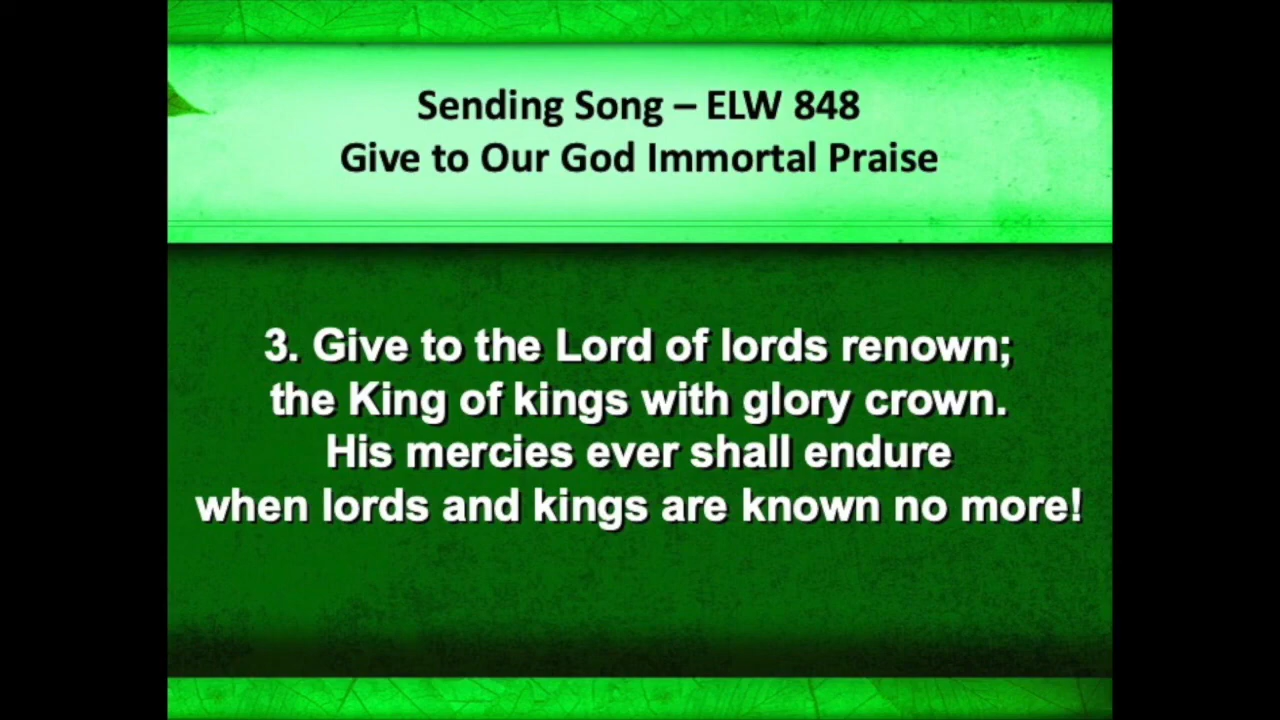 Sending Song – ELW 848
Give to Our God Immortal Praise
3. Give to the Lord of lords renown;
the King of kings with glory crown.
His mercies ever shall endure
when lords and kings are known no more!